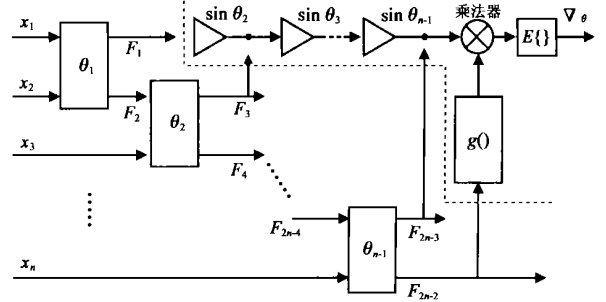 x₁ F₁ sin θ₂ sin θ₃ sin θₙ₋₁ 乘法器 ∇θ
θ₁ E{}
x₂ F₂ θ₂ F₃
x₃ F₄ g()
F₂ₙ₋₄ θₙ₋₁ F₂ₙ₋₃
xₙ F₂ₙ₋₂